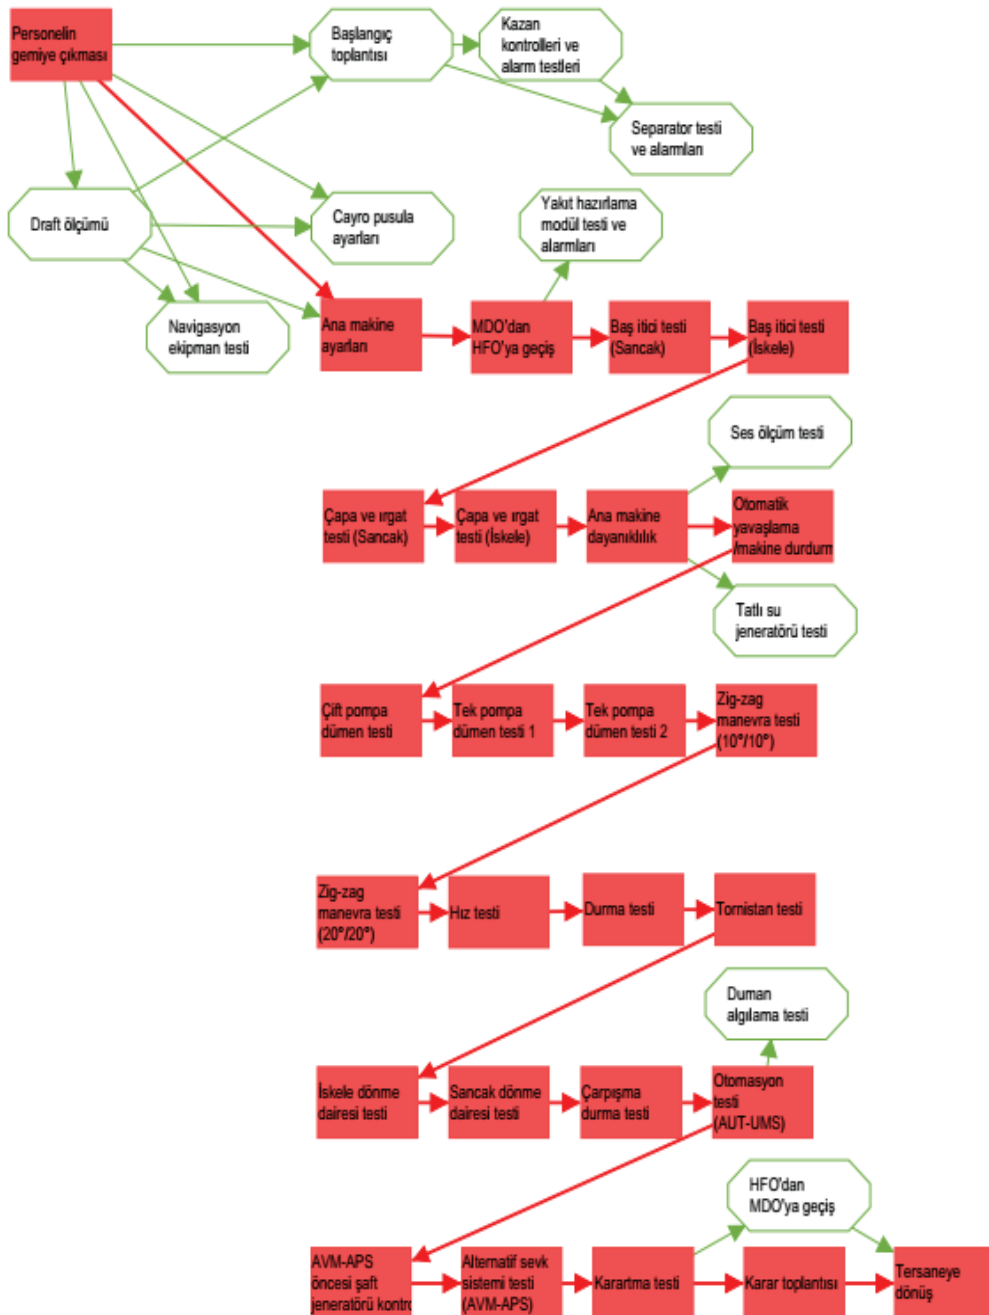 Personelin
gemiye çıkması
Başlangıç
toplantısı
Kazan
kontrolleri ve
alarm testleri
Separator testi
ve alarmları
Draft ölçümü
Cayro pusula
ayarları
Yakıt hazırlama
modül testi ve
alarmları
Navigasyon
ekipman testi
Ana makine
ayarları
MDO'dan
HFO'ya geçiş
Baş itici testi
(Sancak)
Baş itici testi
(İskele)
Ses ölçüm testi
Çapa ve ırgat
testi (Sancak)
Çapa ve ırgat
testi (İskele)
Ana makine
dayanıklılık
Otomatik
yavaşlama
/makine durdurm
Tatlı su
jeneratörü testi
Çift pompa
dümen testi
Tek pompa
dümen testi 1
Tek pompa
dümen testi 2
Zig-zag
manevra testi
(10°/10°)
Zig-zag
manevra testi
(20°/20°)
Hız testi
Durma testi
Tornistan testi
Duman
algılama testi
İskele dönme
dairesi testi
Sancak dönme
dairesi testi
Çarpışma
durma testi
Otomasyon
testi
(AUT-UMS)
HFO'dan
MDO'ya geçiş
AVM-APS
öncesi şaft
jeneratörü kontro
Alternatif sevk
sistemi testi
(AVM-APS)
Karartma testi
Karar toplantısı
Tersaneye
dönüş